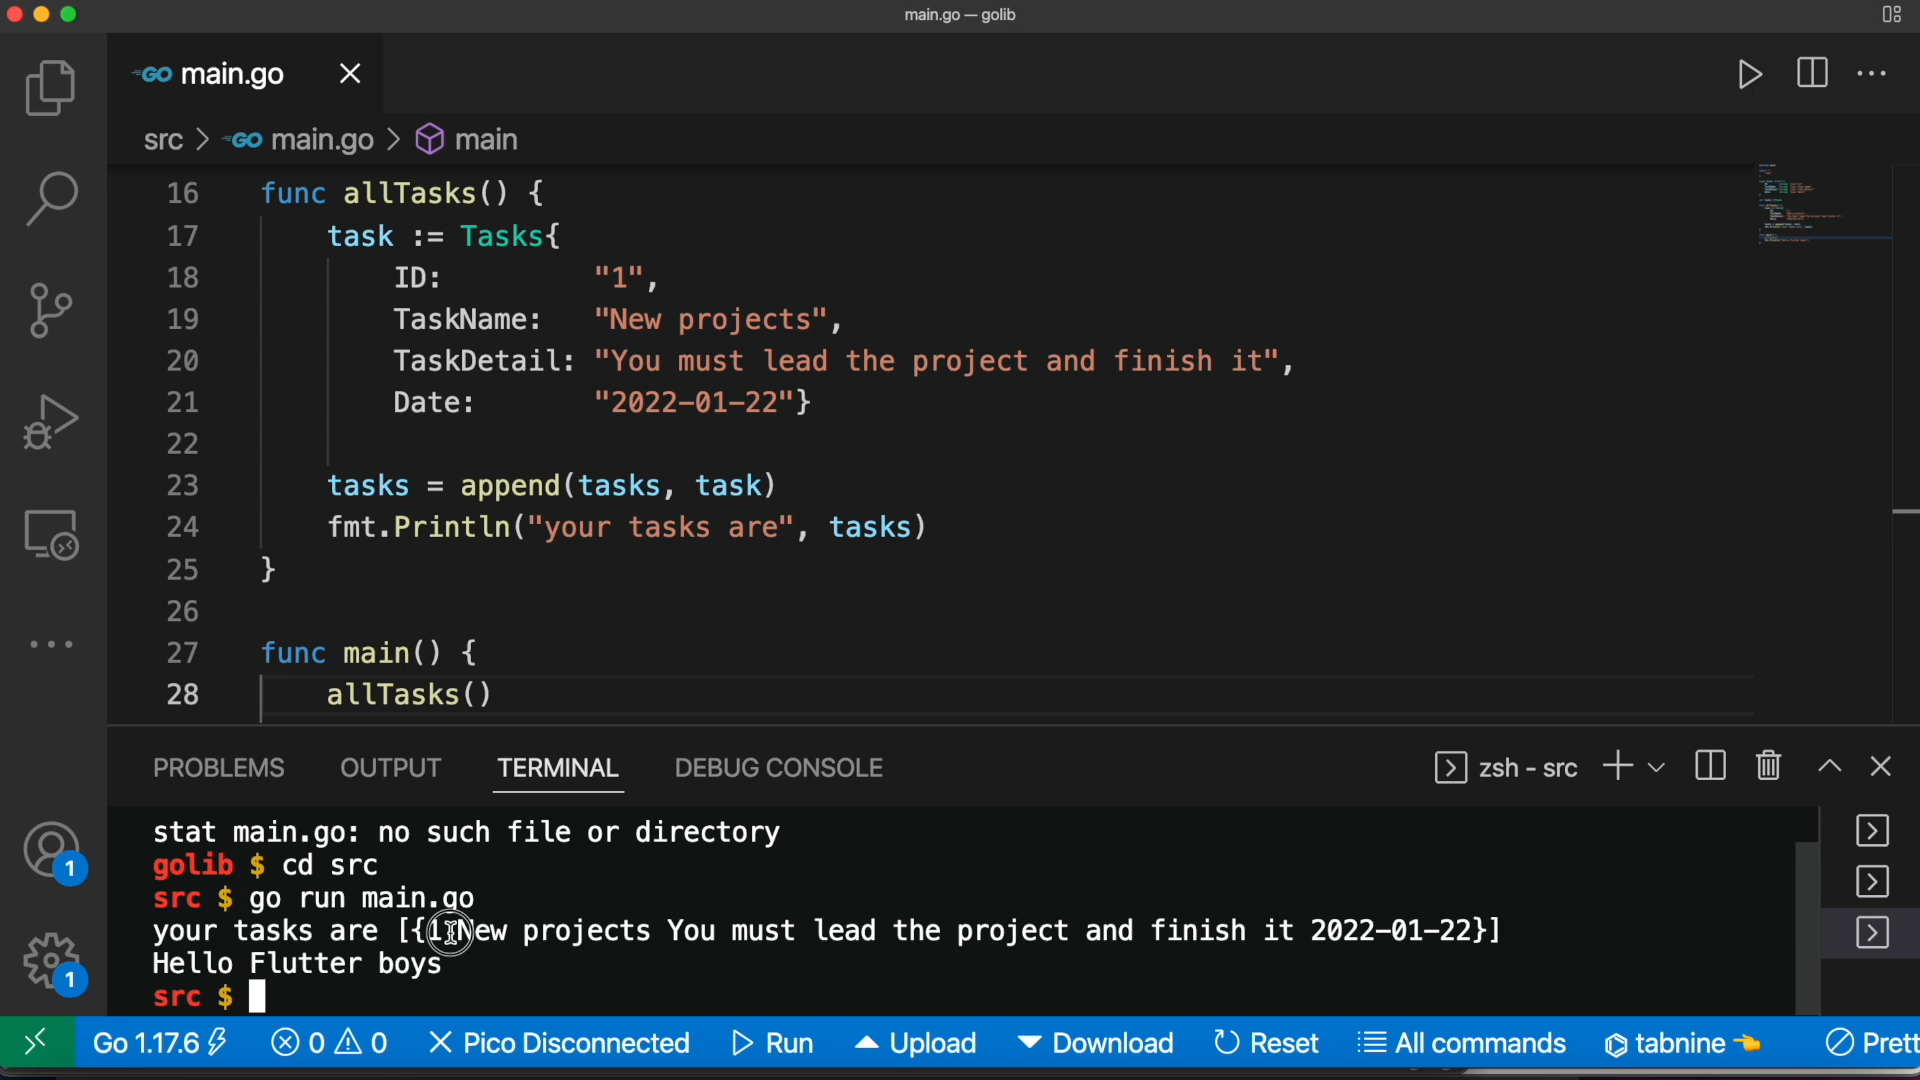 main.go — golib
GO main.go
src > GO main.go > main
16 func allTasks() {
17 task := Tasks{
18 ID: "1",
19 TaskName: "New projects",
20 TaskDetail: "You must lead the project and finish it",
21 Date: "2022-01-22"}
22
23 tasks = append(tasks, task)
24 fmt.Println("your tasks are", tasks)
25 }
26
27 func main() {
28 allTasks()
PROBLEMS OUTPUT TERMINAL DEBUG CONSOLE zsh - src
stat main.go: no such file or directory
golib $ cd src
src $ go run main.go
your tasks are [{1 New projects You must lead the project and finish it 2022-01-22}]
Hello Flutter boys
src $
1
1
Go 1.17.6 0 0 Pico Disconnected Run Upload Download Reset All commands tabnine Prett